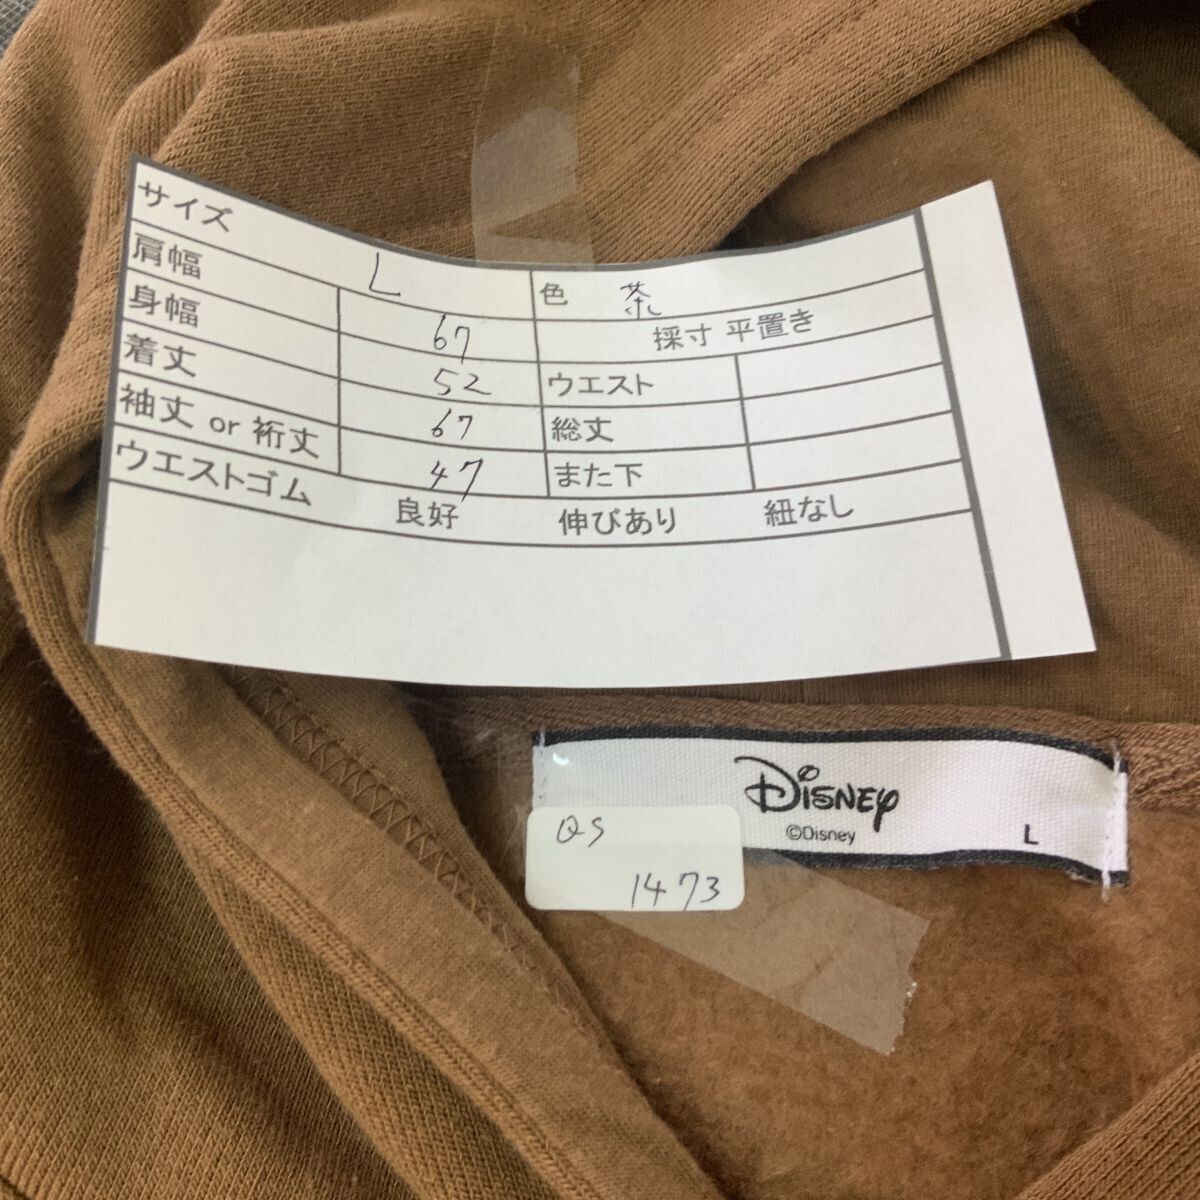 サイズ L 色 茶
肩幅 67 採寸 平置き
身幅 52 ウエスト
着丈 67 総丈
袖丈 or 裄丈 47 また下
ウエストゴム 良好 伸びあり 紐なし
Disney
©Disney
L
QS
1473